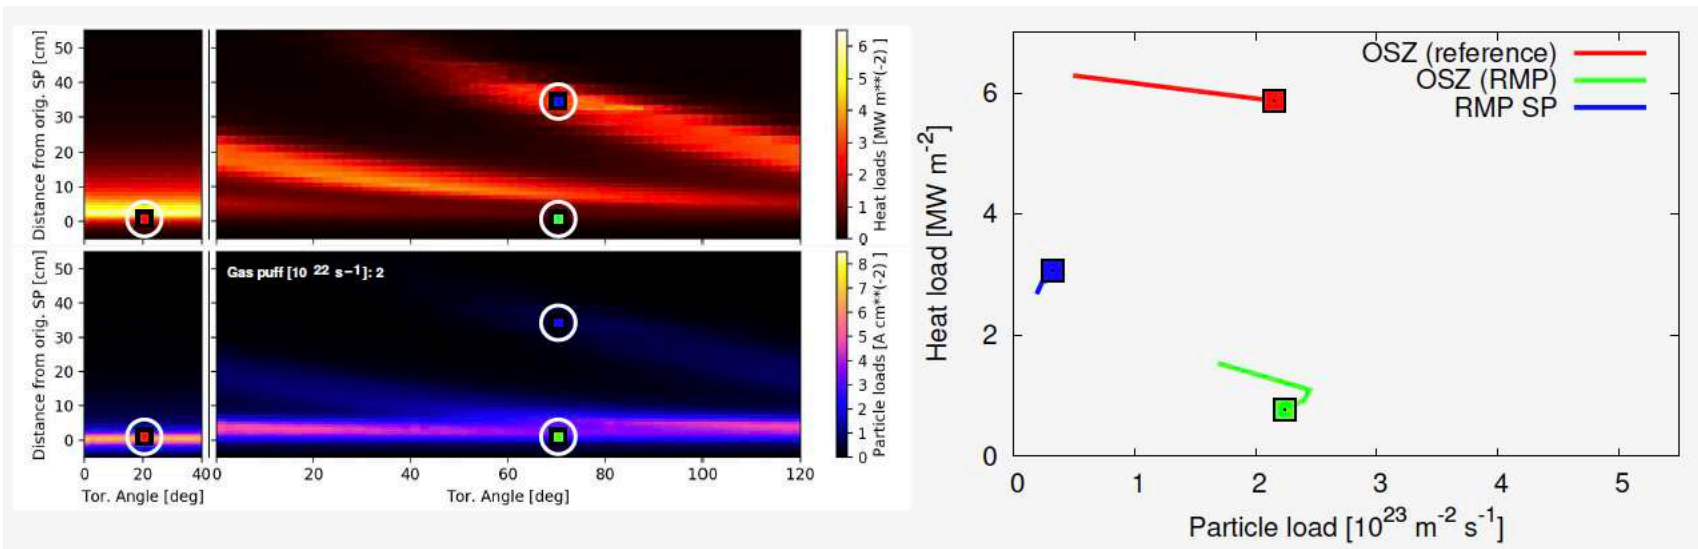 50
40
30
20
10
0
Distance from orig. SP [cm]
6
5
4
3
2
1
0
Heat loads [MW m**(-2) ]
50
40
30
20
10
0
Distance from orig. SP [cm]
Gas puff [10 22 s−1]: 2
8
7
6
5
4
3
2
1
0
Particle loads [A cm**(-2) ]
0 20 40 0 20 40 60 80 100 120
Tor. Angle [deg] Tor. Angle [deg]
OSZ (reference)
OSZ (RMP)
RMP SP
6
4
2
0
Heat load [MW m-2]
0 1 2 3 4 5
Particle load [1023 m-2 s-1]